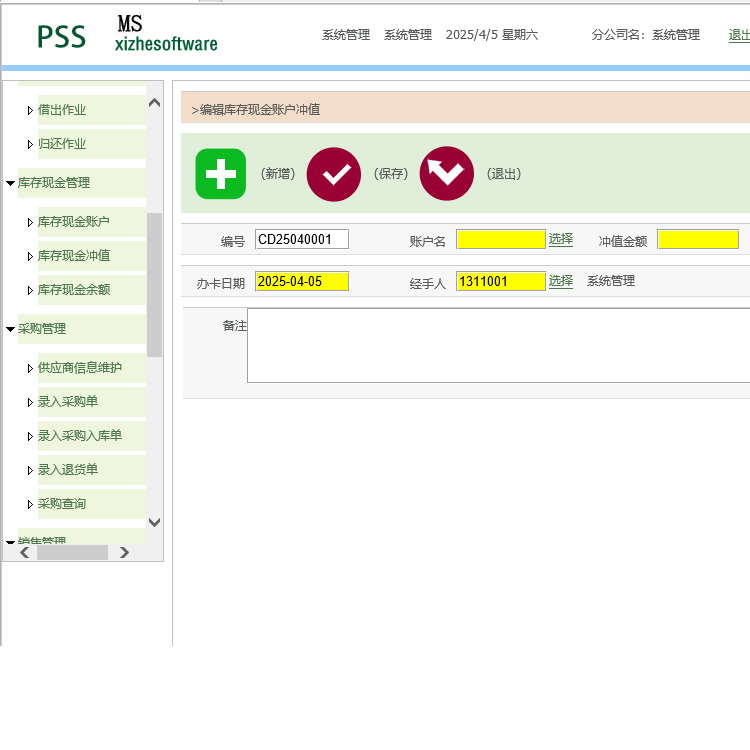 PSS MS
xizhesoftware
系统管理 系统管理 2025/4/5 星期六 分公司名：系统管理 退出
借出作业
归还作业
库存现金管理
库存现金账户
库存现金冲值
库存现金余额
采购管理
供应商信息维护
录入采购单
录入采购入库单
录入退货单
采购查询
销售管理
>编辑库存现金账户冲值
(新增) (保存) (退出)
编号 CD25040001 账户名 选择 冲值金额
办卡日期 2025-04-05 经手人 1311001 选择 系统管理
备注